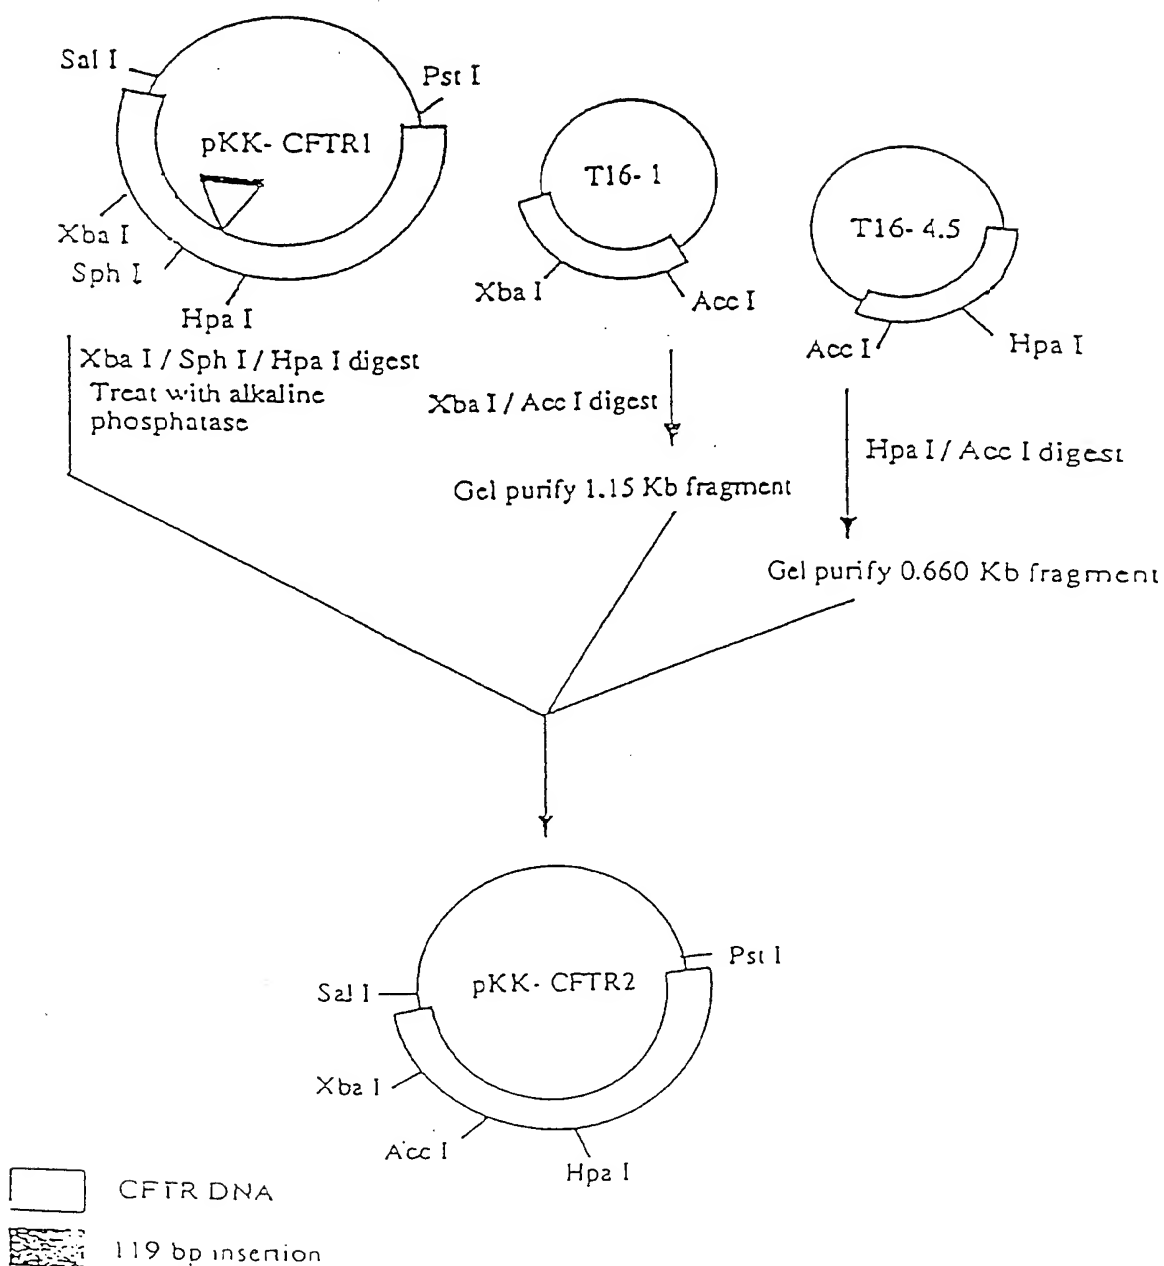 Sal I
Pst I
pKK- CFTR1
Xba I
Sph I
Hpa I
T16- 1
Xba I
Acc I
T16- 4.5
Acc I
Hpa I
Xba I / Sph I / Hpa I digest
Treat with alkaline
phosphatase
Xba I / Acc I digest
Hpa I / Acc I digest
Gel purify 1.15 Kb fragment
Gel purify 0.660 Kb fragment
Sal I
Pst I
pKK- CFTR2
Xba I
Acc I
Hpa I
CFTR DNA
119 bp insertion